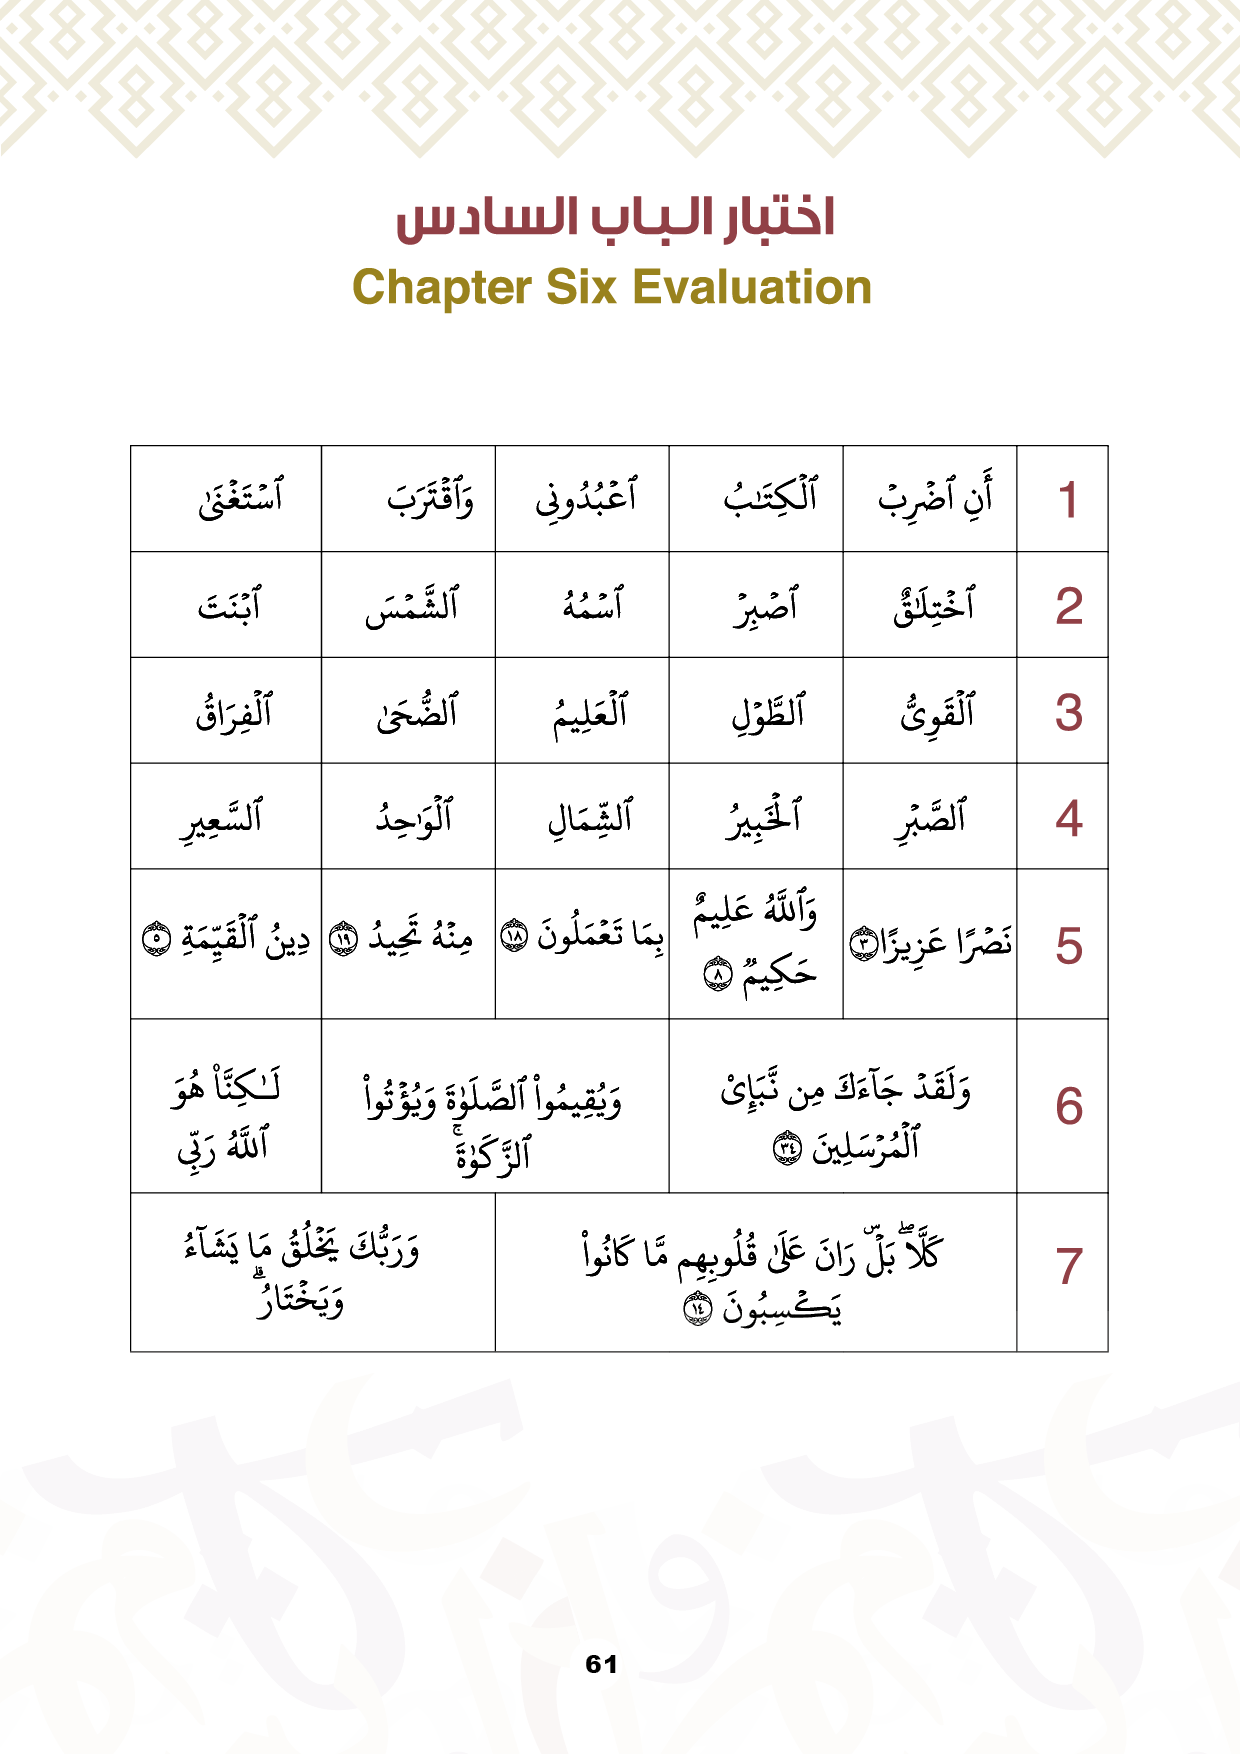 اختبار الباب السادس
Chapter Six Evaluation
1 أَنِ ٱضۡرِبۡ ٱلۡكِتَٰبُ ٱعۡبُدُونِي وَٱقۡتَرَبَ ٱسۡتَغۡنَىٰ
2 ٱخۡتِلَٰقٌ ٱصۡبِرۡ ٱسۡمُهُ ٱلشَّمۡسَ ٱبۡنَتَ
3 ٱلۡقَوِيُّ ٱلطَّوۡلِ ٱلۡعَلِيمُ ٱلضُّحَىٰ ٱلۡفِرَاقُ
4 ٱلصَّبۡرِ ٱلۡخَبِيرُ ٱلشِّمَالِ ٱلۡوَٰحِدُ ٱلسَّعِيرِ
5 نَصۡرًا عَزِيزًا ٣ وَٱللَّهُ عَلِيمٌ حَكِيمٞ ٨ بِمَا تَعۡمَلُونَ ١٨ مِنۡهُ تَحِيدُ ١٩ دِينُ ٱلۡقَيِّمَةِ ٥
6 وَلَقَدۡ جَآءَكَ مِن نَّبَإِيْ
ٱلۡمُرۡسَلِينَ ٣٤
وَيُقِيمُواْ ٱلصَّلَوٰةَ وَيُؤۡتُواْ
ٱلزَّكَوٰةَۚ
لَّٰكِنَّا۠ هُوَ
ٱللَّهُ رَبِّي
7 كَلَّاۖ بَلۡۜ رَانَ عَلَىٰ قُلُوبِهِم مَّا كَانُواْ
يَكۡسِبُونَ ١٤
وَرَبُّكَ يَخۡلُقُ مَا يَشَآءُ
وَيَخۡتَارُۗ
61